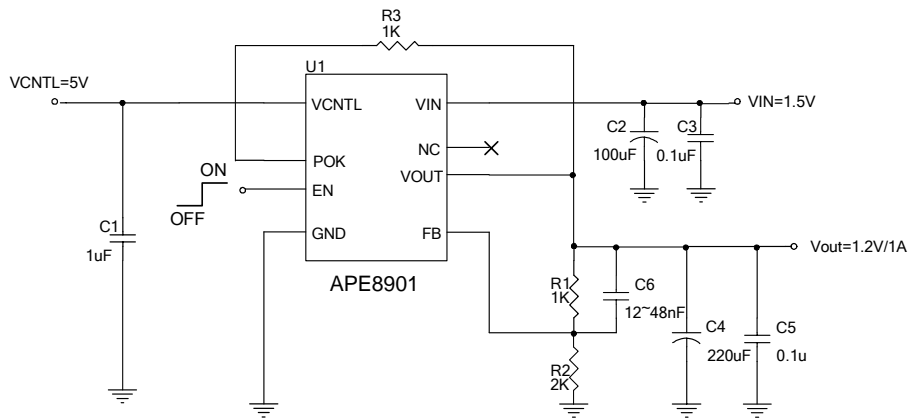 R3
1K
U1
VCNTL=5V
VCNTL
VIN
VIN=1.5V
C2
C3
100uF
0.1uF
NC
POK
VOUT
ON
EN
OFF
C1
1uF
GND
FB
Vout=1.2V/1A
APE8901
R1
1K
C6
12~48nF
C4
C5
220uF
0.1u
R2
2K